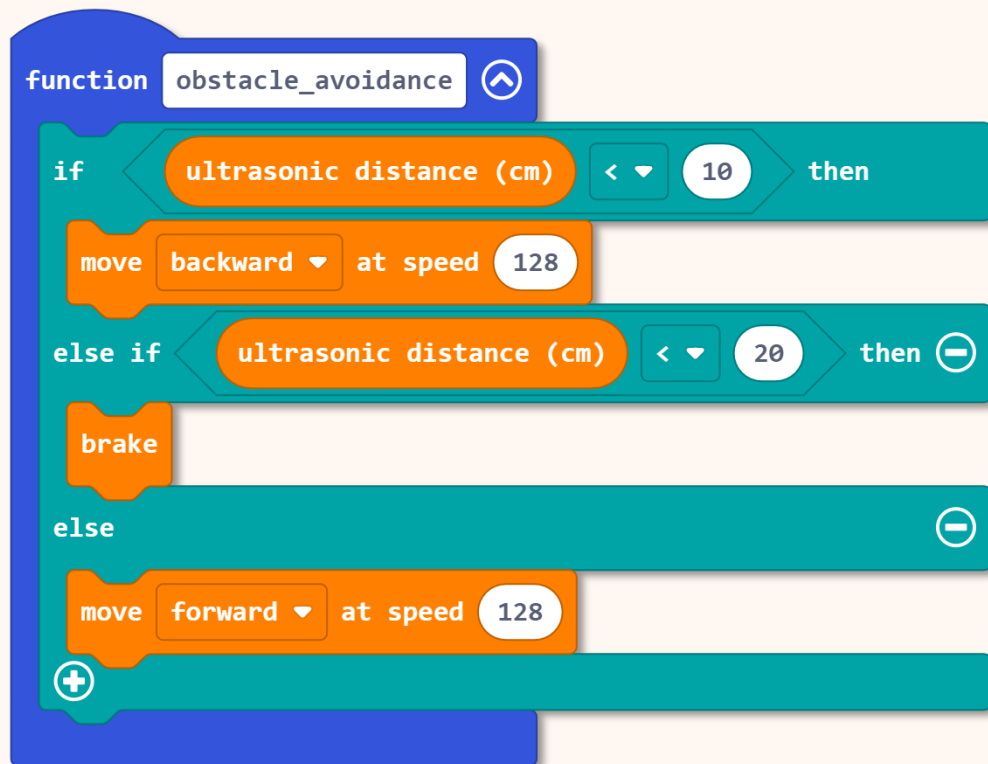 function obstacle_avoidance
if ultrasonic distance (cm) < 10 then
move backward at speed 128
else if ultrasonic distance (cm) < 20 then
brake
else
move forward at speed 128